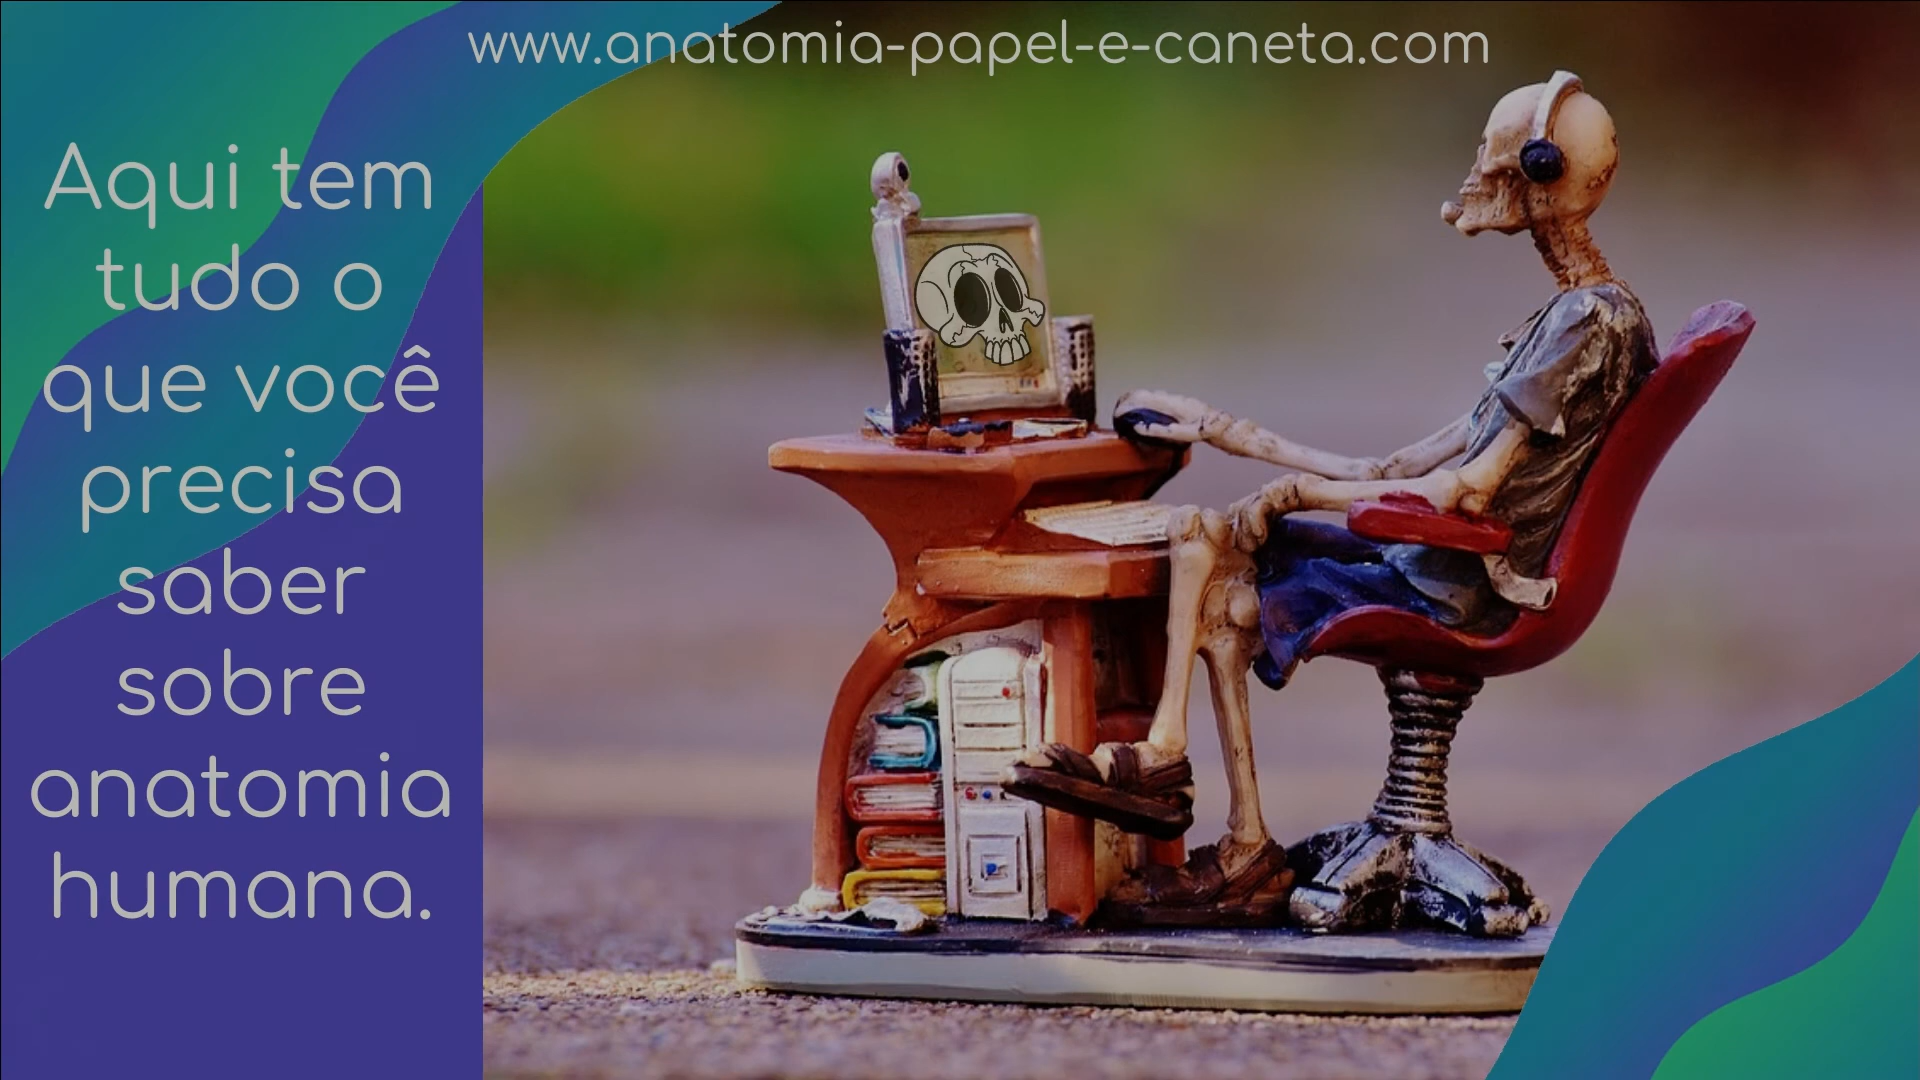 www.anatomia-papel-e-caneta.com
Aqui tem
tudo o
que você
precisa
saber
sobre
anatomia
humana.